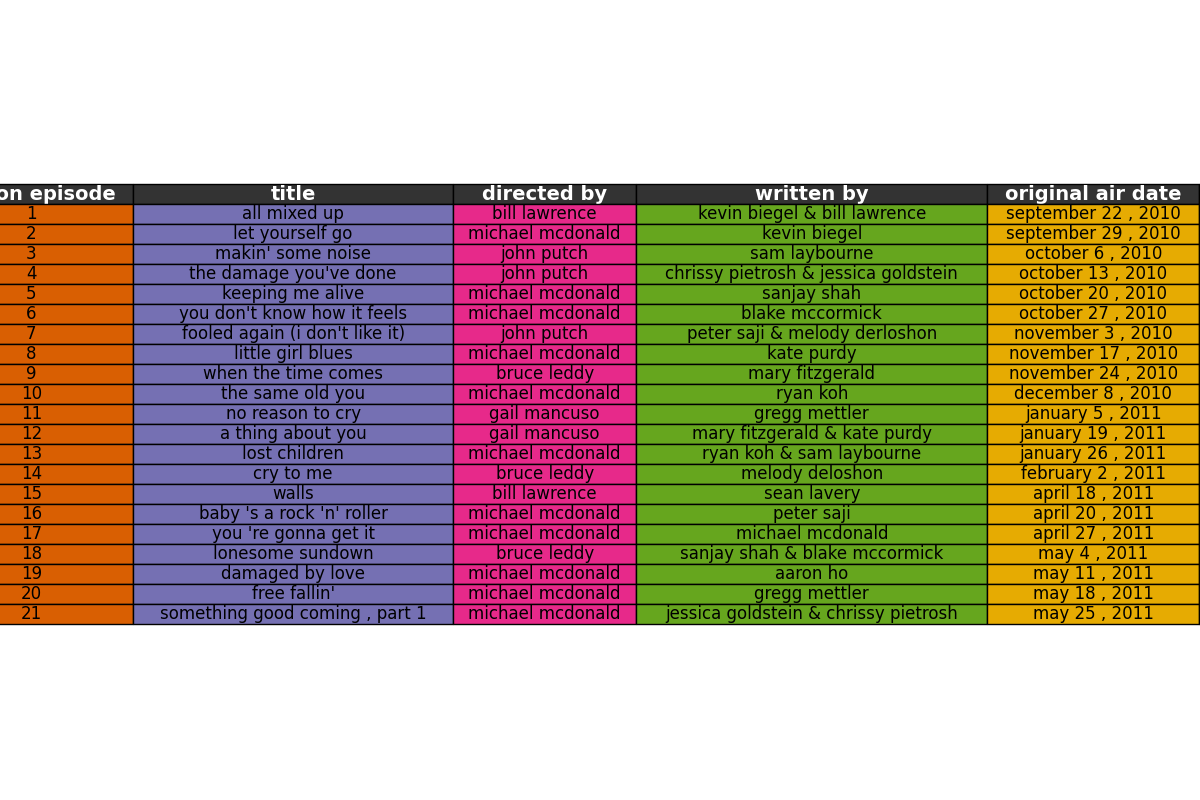 on episode title directed by written by original air date
1 all mixed up bill lawrence kevin biegel & bill lawrence september 22 , 2010
2 let yourself go michael mcdonald kevin biegel september 29 , 2010
3 makin' some noise john putch sam laybourne october 6 , 2010
4 the damage you've done john putch chrissy pietrosh & jessica goldstein october 13 , 2010
5 keeping me alive michael mcdonald sanjay shah october 20 , 2010
6 you don't know how it feels michael mcdonald blake mccormick october 27 , 2010
7 fooled again (i don't like it) john putch peter saji & melody derloshon november 3 , 2010
8 little girl blues michael mcdonald kate purdy november 17 , 2010
9 when the time comes bruce leddy mary fitzgerald november 24 , 2010
10 the same old you michael mcdonald ryan koh december 8 , 2010
11 no reason to cry gail mancuso gregg mettler january 5 , 2011
12 a thing about you gail mancuso mary fitzgerald & kate purdy january 19 , 2011
13 lost children michael mcdonald ryan koh & sam laybourne january 26 , 2011
14 cry to me bruce leddy melody deloshon february 2 , 2011
15 walls bill lawrence sean lavery april 18 , 2011
16 baby 's a rock 'n' roller michael mcdonald peter saji april 20 , 2011
17 you 're gonna get it michael mcdonald michael mcdonald april 27 , 2011
18 lonesome sundown bruce leddy sanjay shah & blake mccormick may 4 , 2011
19 damaged by love michael mcdonald aaron ho may 11 , 2011
20 free fallin' michael mcdonald gregg mettler may 18 , 2011
21 something good coming , part 1 michael mcdonald jessica goldstein & chrissy pietrosh may 25 , 2011